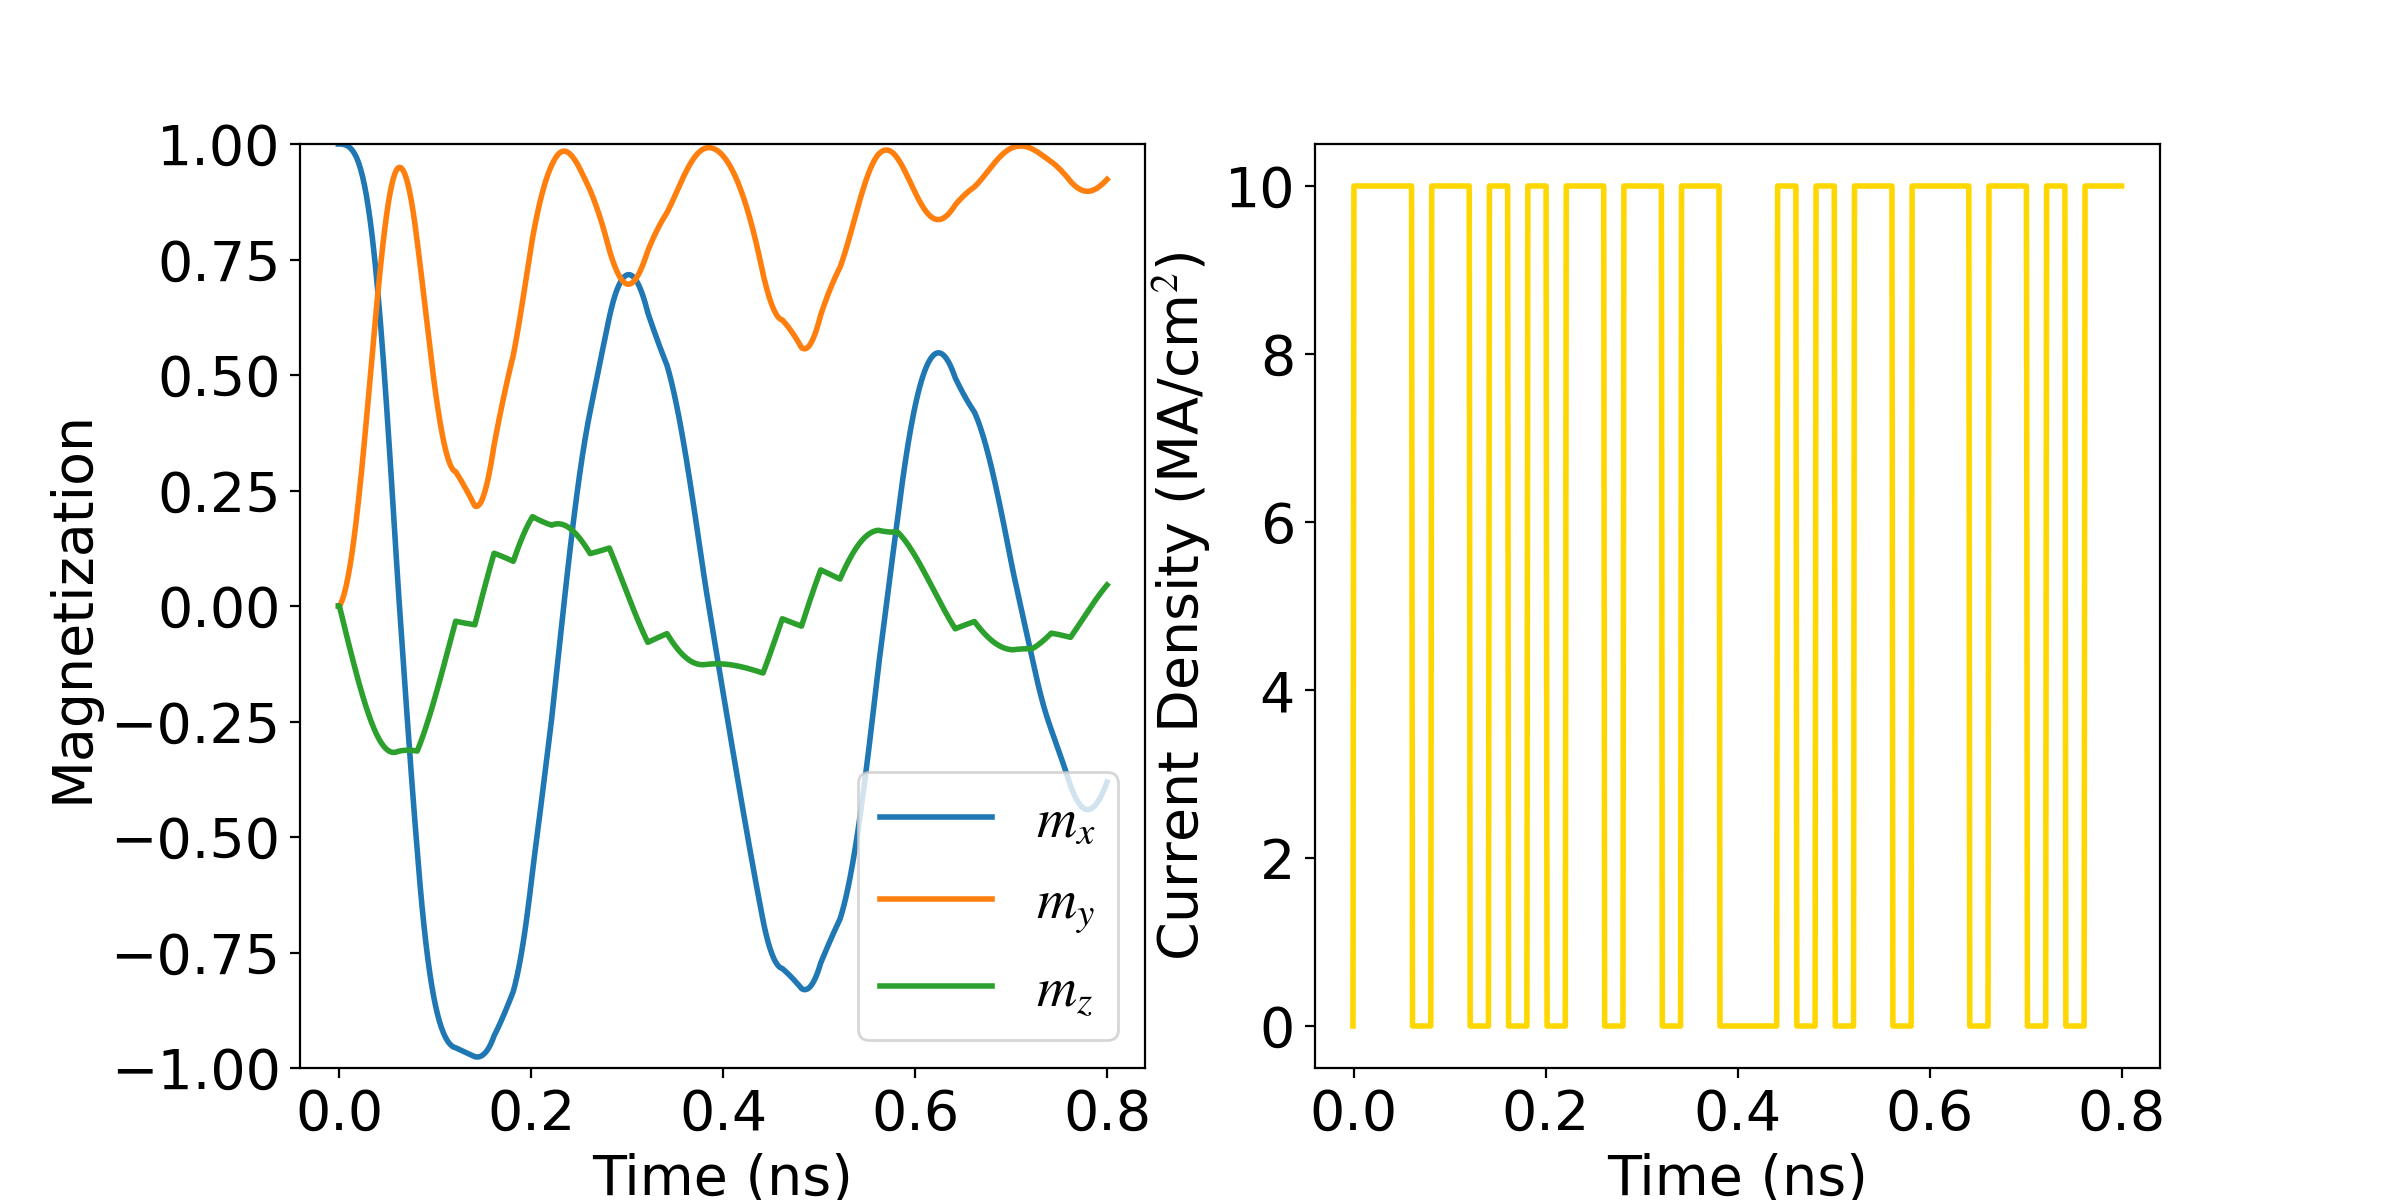 Magnetization
1.00
0.75
0.50
0.25
0.00
−0.25
−0.50
−0.75
−1.00
0.0 0.2 0.4 0.6 0.8
Time (ns)
m_x
m_y
m_z
Current Density (MA/cm²)
10
8
6
4
2
0
0.0 0.2 0.4 0.6 0.8
Time (ns)